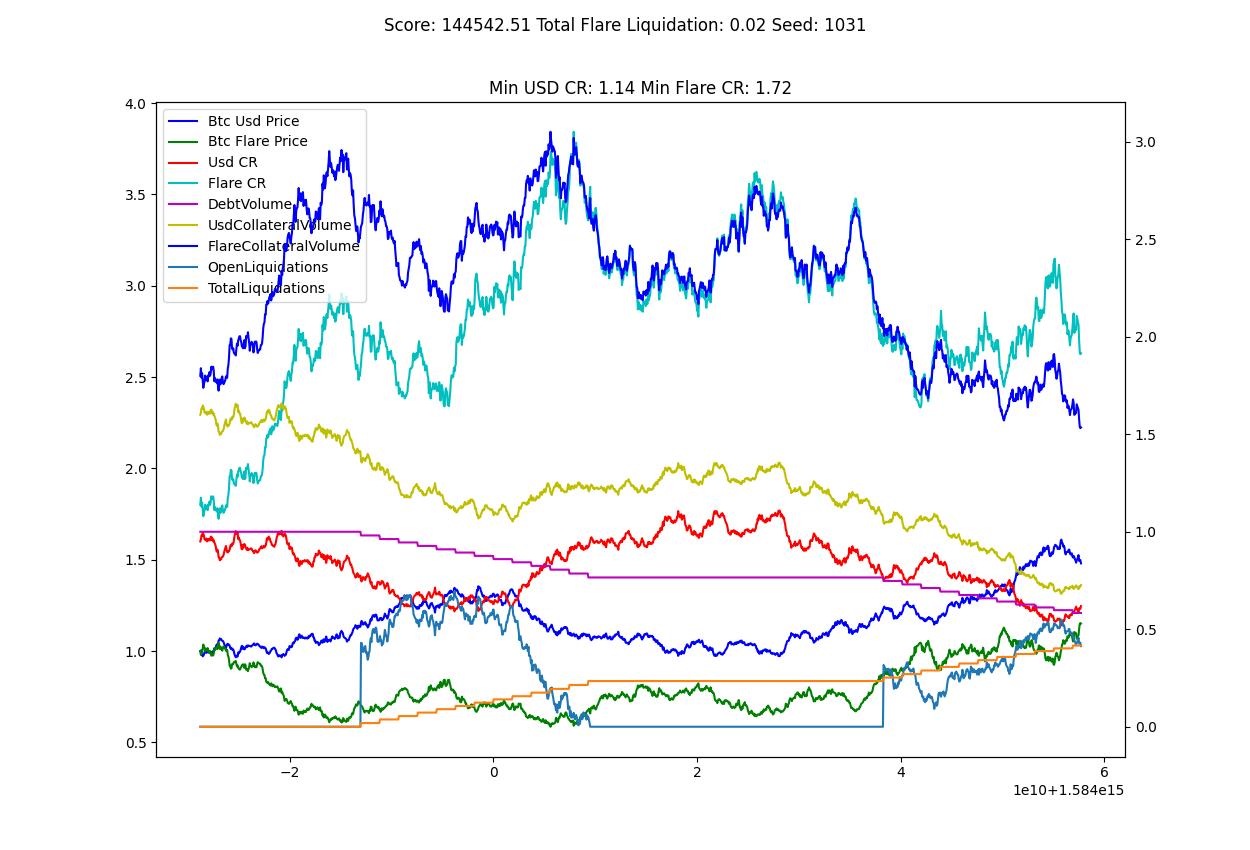 Score: 144542.51 Total Flare Liquidation: 0.02 Seed: 1031
Min USD CR: 1.14 Min Flare CR: 1.72
Btc Usd Price
Btc Flare Price
Usd CR
Flare CR
DebtVolume
UsdCollateralVolume
FlareCollateralVolume
OpenLiquidations
TotalLiquidations
4.0
3.5
3.0
2.5
2.0
1.5
1.0
0.5
3.0
2.5
2.0
1.5
1.0
0.5
0.0
−2 0 2 4 6
1e10+1.584e15